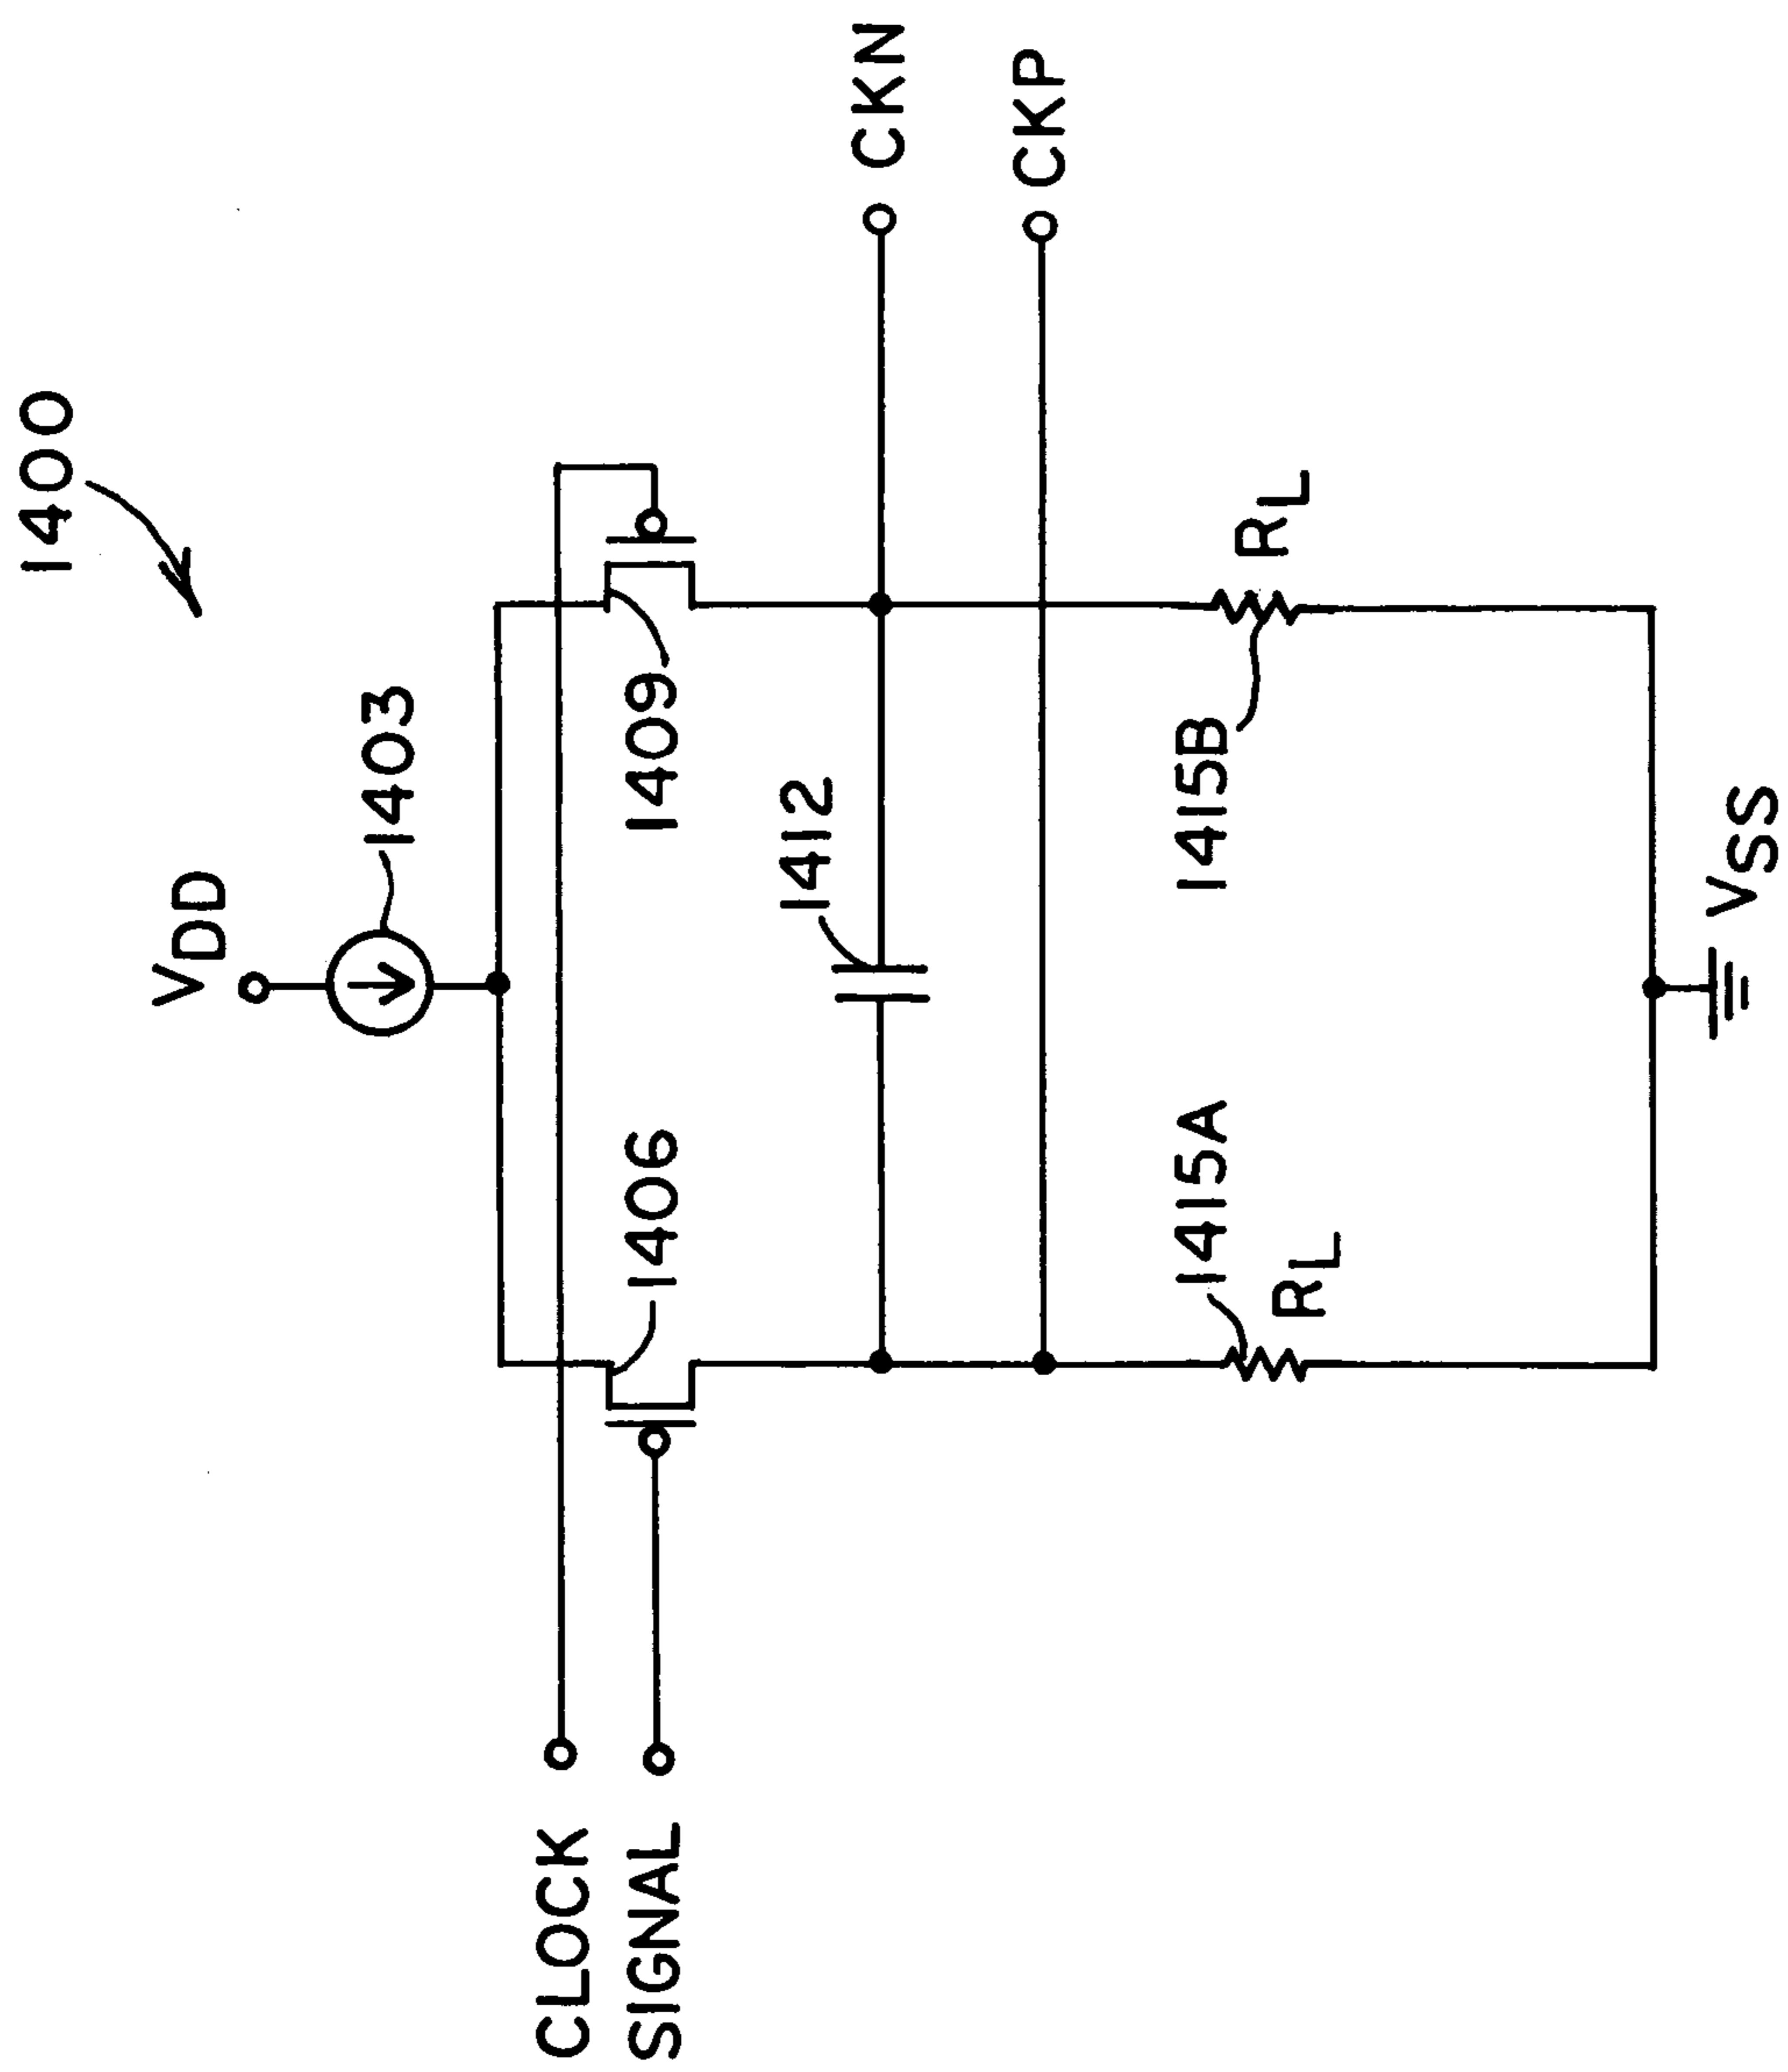 1400
VDD
1403
CLOCK
SIGNAL
1406
1409
1412
CKN
CKP
1415A
RL
1415B
RL
VSS